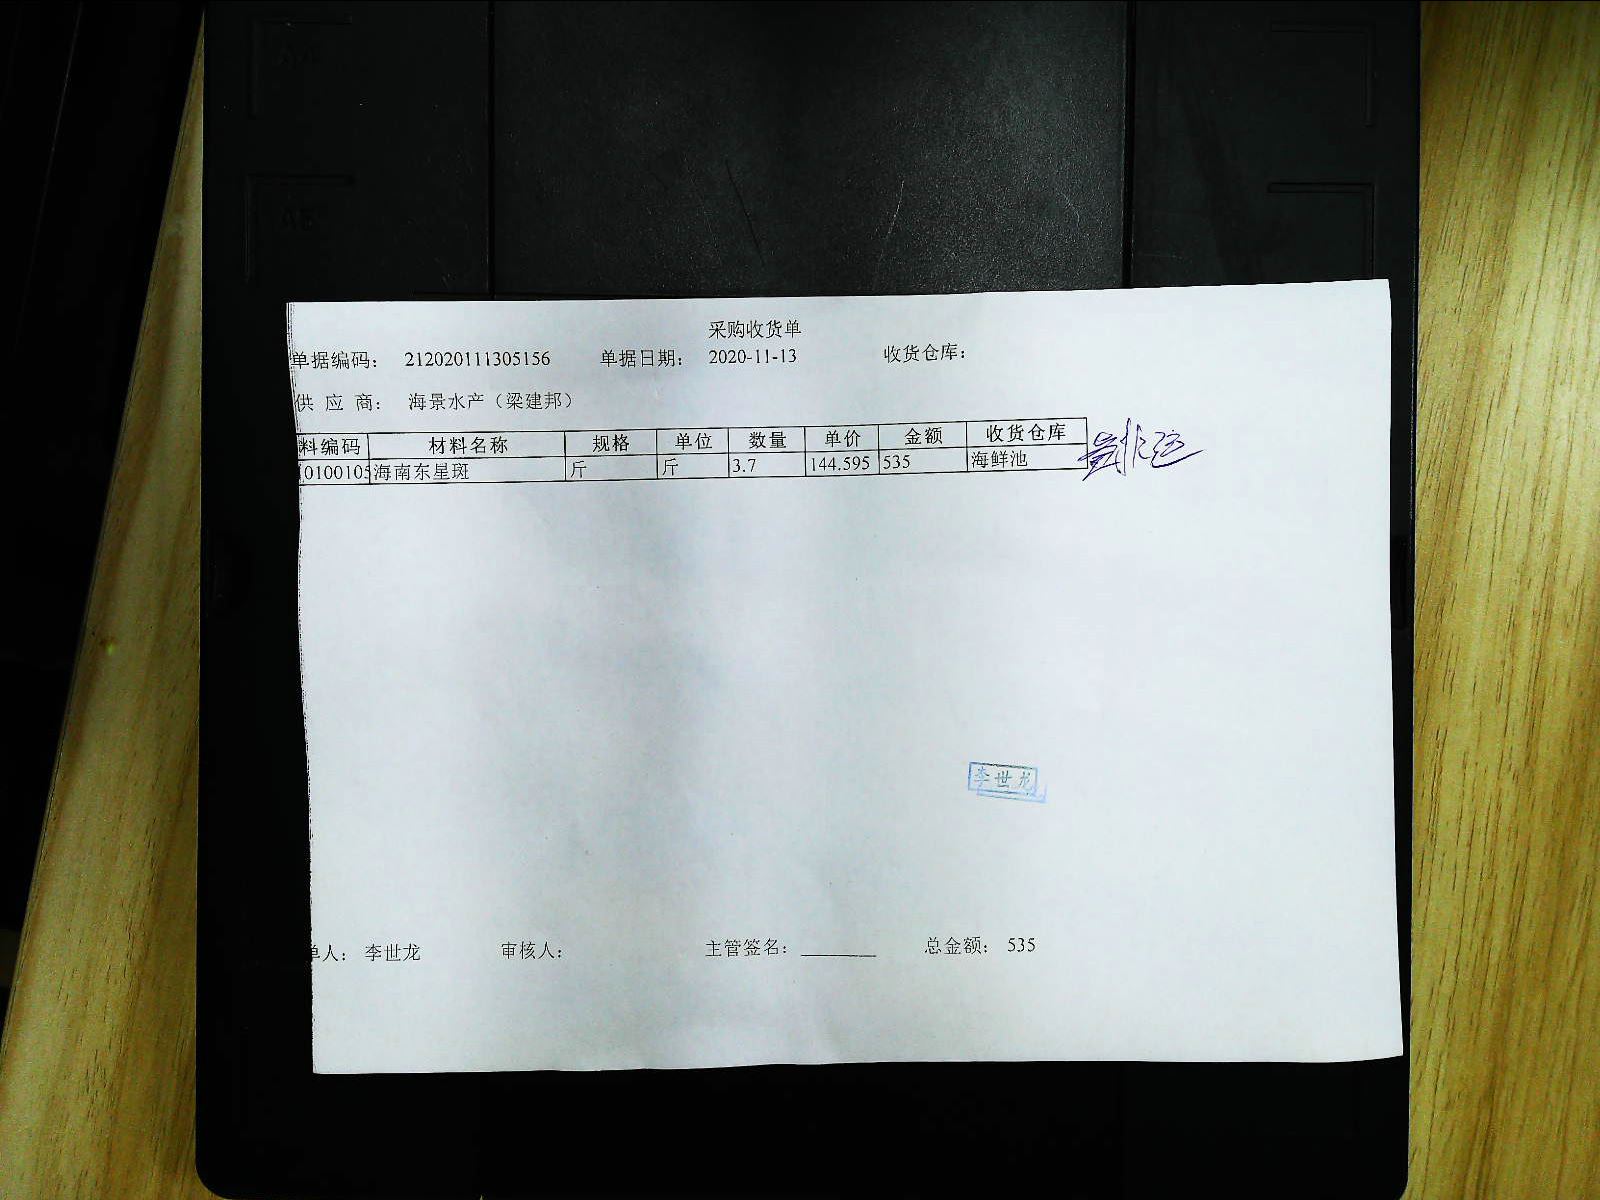 采购收货单
单据编码： 212020111305156 单据日期： 2020-11-13 收货仓库：
供 应 商： 海景水产（梁建邦）
料编码 材料名称 规格 单位 数量 单价 金额 收货仓库
0100105 海南东星斑 斤 斤 3.7 144.595 535 海鲜池
李世龙
单人： 李世龙 审核人： 主管签名： 总金额： 535